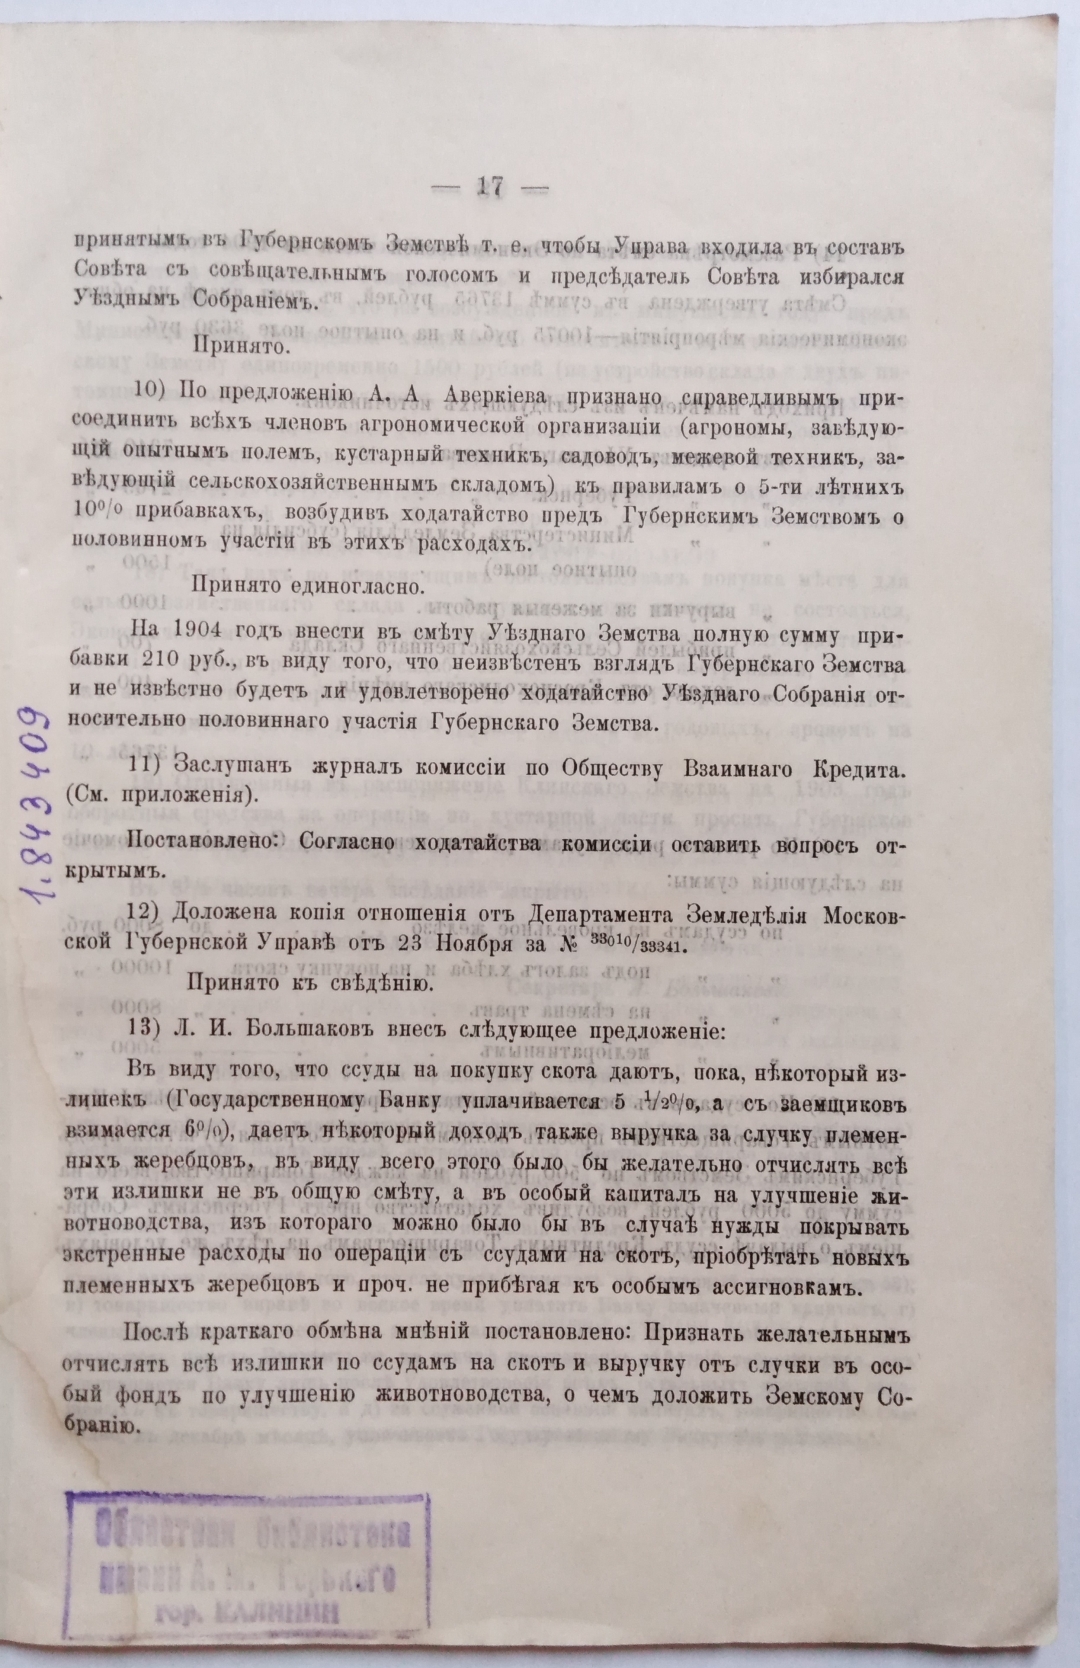 — 17 —
принятымъ въ Губернскомъ Земствѣ т. е. чтобы Управа входила въ составъ
Совѣта съ совѣщательнымъ голосомъ и предсѣдатель Совѣта избирался
Уѣзднымъ Собраніемъ.
Принято.
10) По предложенію А. А Аверкіева признано справедливымъ при-
соединить всѣхъ членовъ агрономической организаціи (агрономы, завѣдую-
щій опытнымъ полемъ, кустарный техникъ, садоводъ, межевой техникъ, за-
вѣдующій сельскохозяйственнымъ складомъ) къ правиламъ о 5-ти лѣтнихъ
10% прибавкахъ, возбудивъ ходатайство предъ Губернскимъ Земствомъ о
половинномъ участіи въ этихъ расходахъ.
Принято единогласно.
На 1904 годъ внести въ смѣту Уѣзднаго Земства полную сумму при-
бавки 210 руб., въ виду того, что неизвѣстенъ взглядъ Губернскаго Земства
и не извѣстно будетъ ли удовлетворено ходатайство Уѣзднаго Собранія от-
носительно половиннаго участія Губернскаго Земства.
11) Заслушанъ журналъ комиссіи по Обществу Взаимнаго Кредита.
(См. приложенія).
Постановлено: Согласно ходатайства комиссіи оставить вопросъ от-
крытымъ.
12) Доложена копія отношенія отъ Департамента Земледѣлія Москов-
ской Губернской Управѣ отъ 23 Ноября за № 33010/33341.
Принято къ свѣдѣнію.
13) Л. И. Большаковъ внесъ слѣдующее предложеніе:
Въ виду того, что ссуды на покупку скота даютъ, пока, нѣкоторый из-
лишекъ (Государственному Банку уплачивается 5 1/2%, а съ заемщиковъ
взимается 6%), даетъ нѣкоторый доходъ также выручка за случку племен-
ныхъ жеребцовъ, въ виду всего этого было бы желательно отчислять всѣ
эти излишки не въ общую смѣту, а въ особый капиталъ на улучшеніе жи-
вотноводства, изъ котораго можно было бы въ случаѣ нужды покрывать
экстренные расходы по операціи съ ссудами на скотъ, пріобрѣтать новыхъ
племенныхъ жеребцовъ и проч. не прибѣгая къ особымъ ассигновкамъ.
Послѣ краткаго обмѣна мнѣній постановлено: Признать желательнымъ
отчислять всѣ излишки по ссудамъ на скотъ и выручку отъ случки въ осо-
бый фондъ по улучшенію животноводства, о чемъ доложить Земскому Со-
бранію.
1.843409
Областная библиотека
имени А. М. Горького
гор. КАЛИНИН